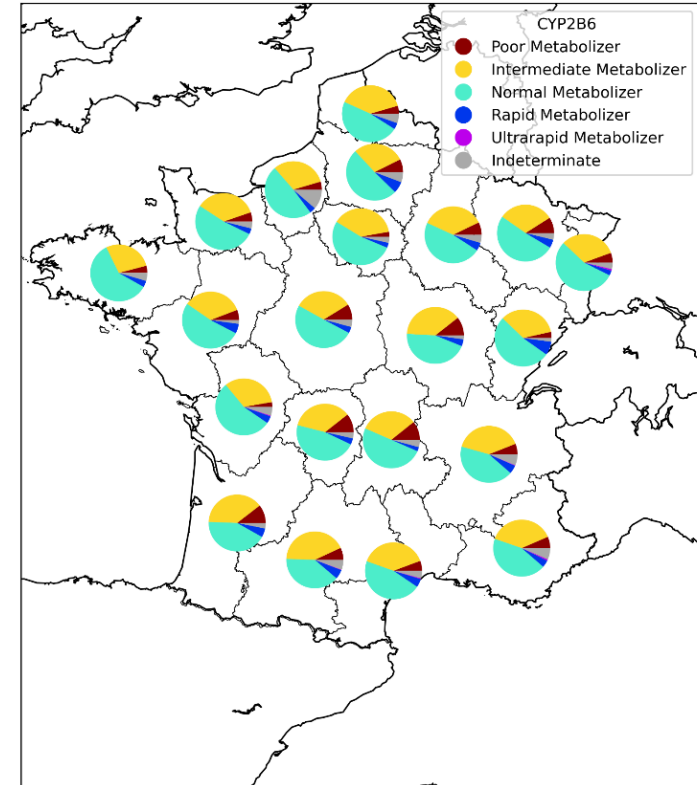 CYP2B6
Poor Metabolizer
Intermediate Metabolizer
Normal Metabolizer
Rapid Metabolizer
Ultrarapid Metabolizer
Indeterminate